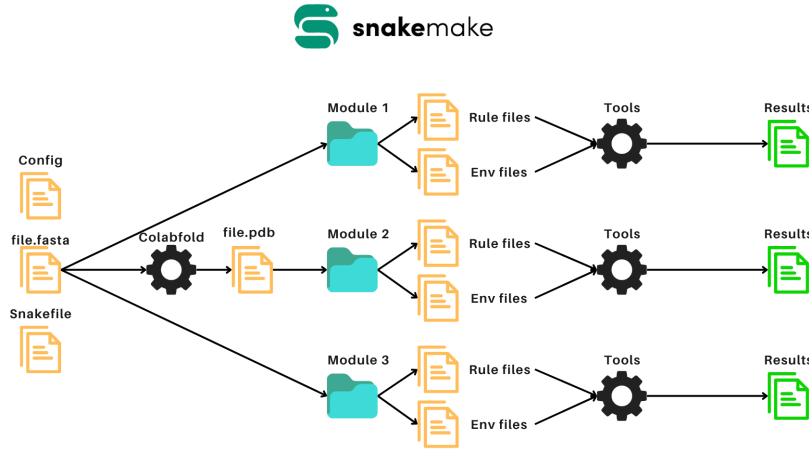 snakemake
Module 1
Rule files
Env files
Tools
Results
Config
file.fasta
Colabfold
file.pdb
Module 2
Rule files
Env files
Tools
Results
Snakefile
Module 3
Rule files
Env files
Tools
Results